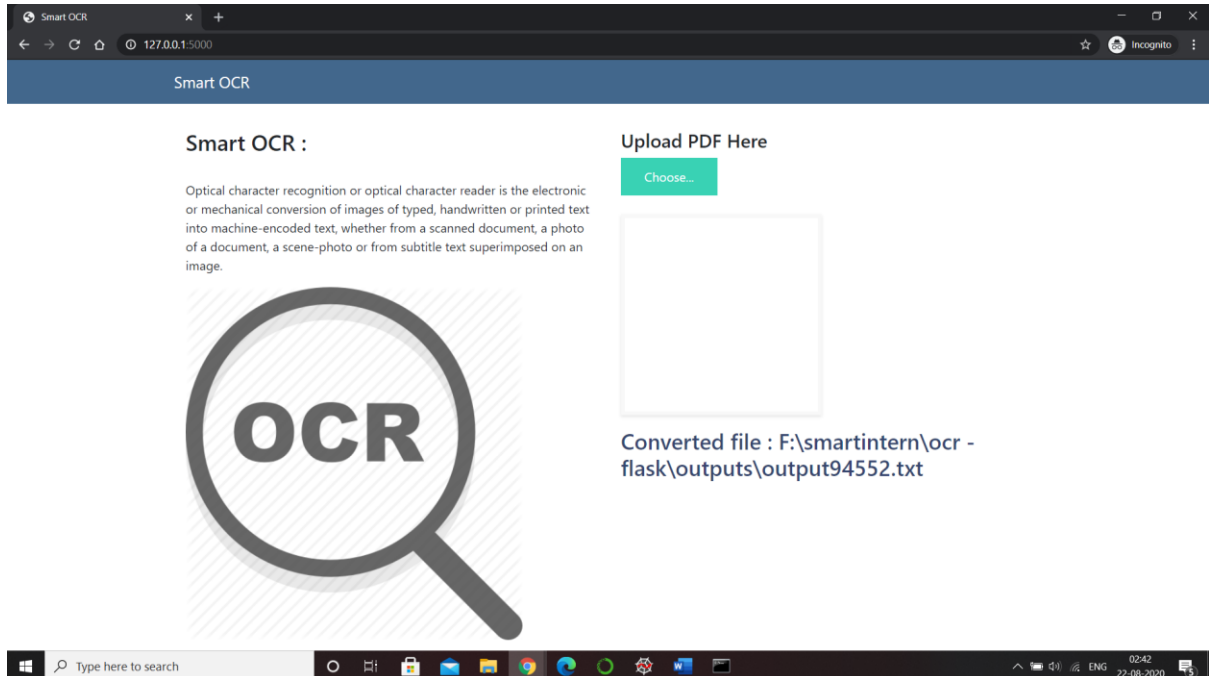 Smart OCR
127.0.0.1:5000
Incognito
Smart OCR
Smart OCR :
Optical character recognition or optical character reader is the electronic
or mechanical conversion of images of typed, handwritten or printed text
into machine-encoded text, whether from a scanned document, a photo
of a document, a scene-photo or from subtitle text superimposed on an
image.
OCR
Upload PDF Here
Choose...
Converted file : F:\smartintern\ocr -
flask\outputs\output94552.txt
Type here to search
ENG
02:42
22-08-2020
5